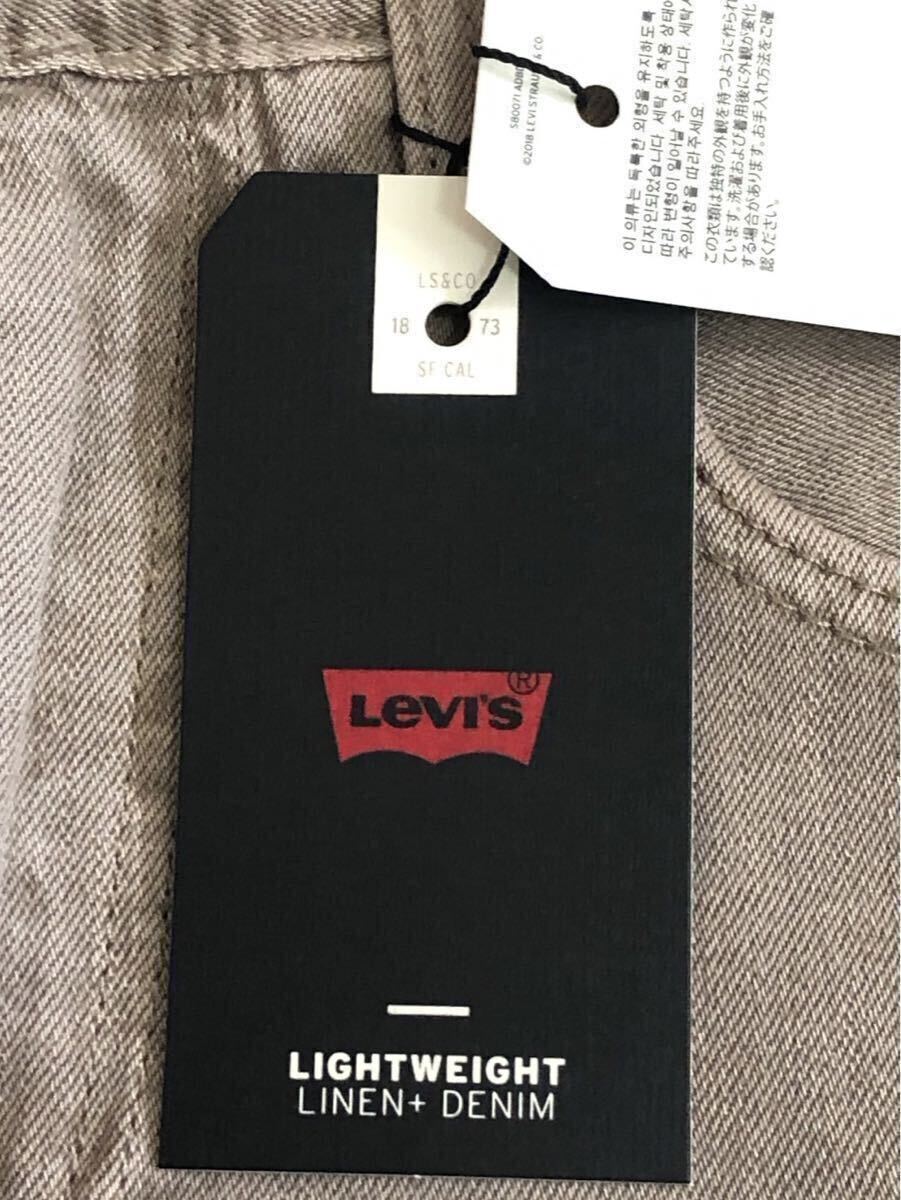 LS&CO
18 73
SF CAL
LEVI'S®
LIGHTWEIGHT
LINEN+ DENIM
©2018 LEVI STRAUSS & CO.
이 의류는 독특한 외형을 유지하도록
디자인되었습니다. 세탁 및 착용 상태에
따라 변형이 일어날 수 있습니다. 세탁시
주의사항을 따라 주세요.
この衣類は独特の外観を持つように作られ
ています。洗濯および着用後に外観が変化
する場合があります。お手入れ方法をご確
認ください。